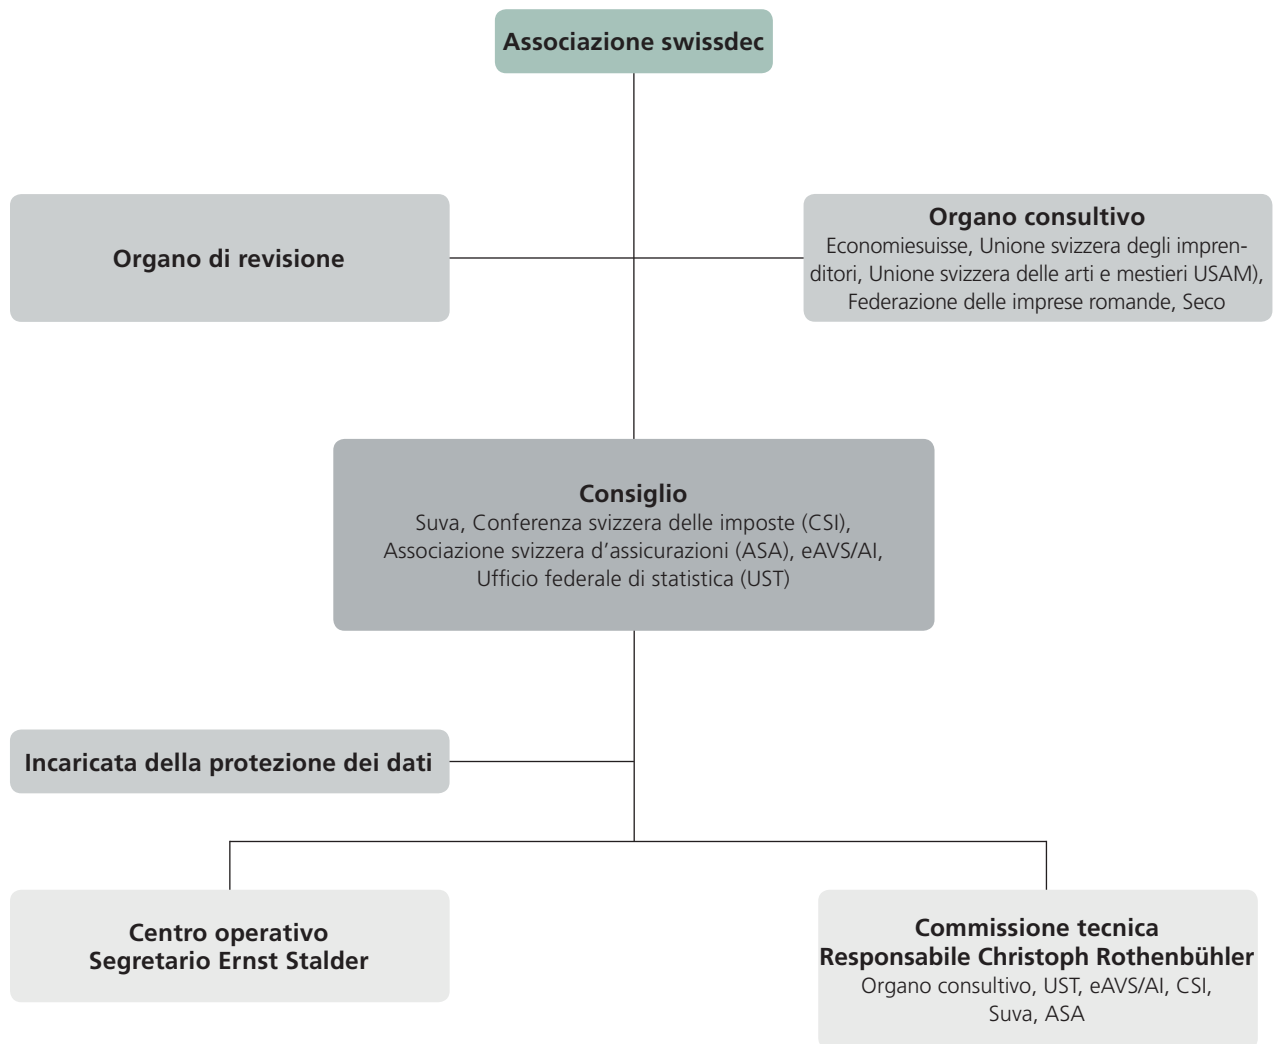 Associazione swissdec
Organo di revisione
Organo consultivo
Economiesuisse, Unione svizzera degli impren-
ditori, Unione svizzera delle arti e mestieri USAM),
Federazione delle imprese romande, Seco
Consiglio
Suva, Conferenza svizzera delle imposte (CSI),
Associazione svizzera d’assicurazioni (ASA), eAVS/AI,
Ufficio federale di statistica (UST)
Incaricata della protezione dei dati
Centro operativo
Segretario Ernst Stalder
Commissione tecnica
Responsabile Christoph Rothenbühler
Organo consultivo, UST, eAVS/AI, CSI,
Suva, ASA